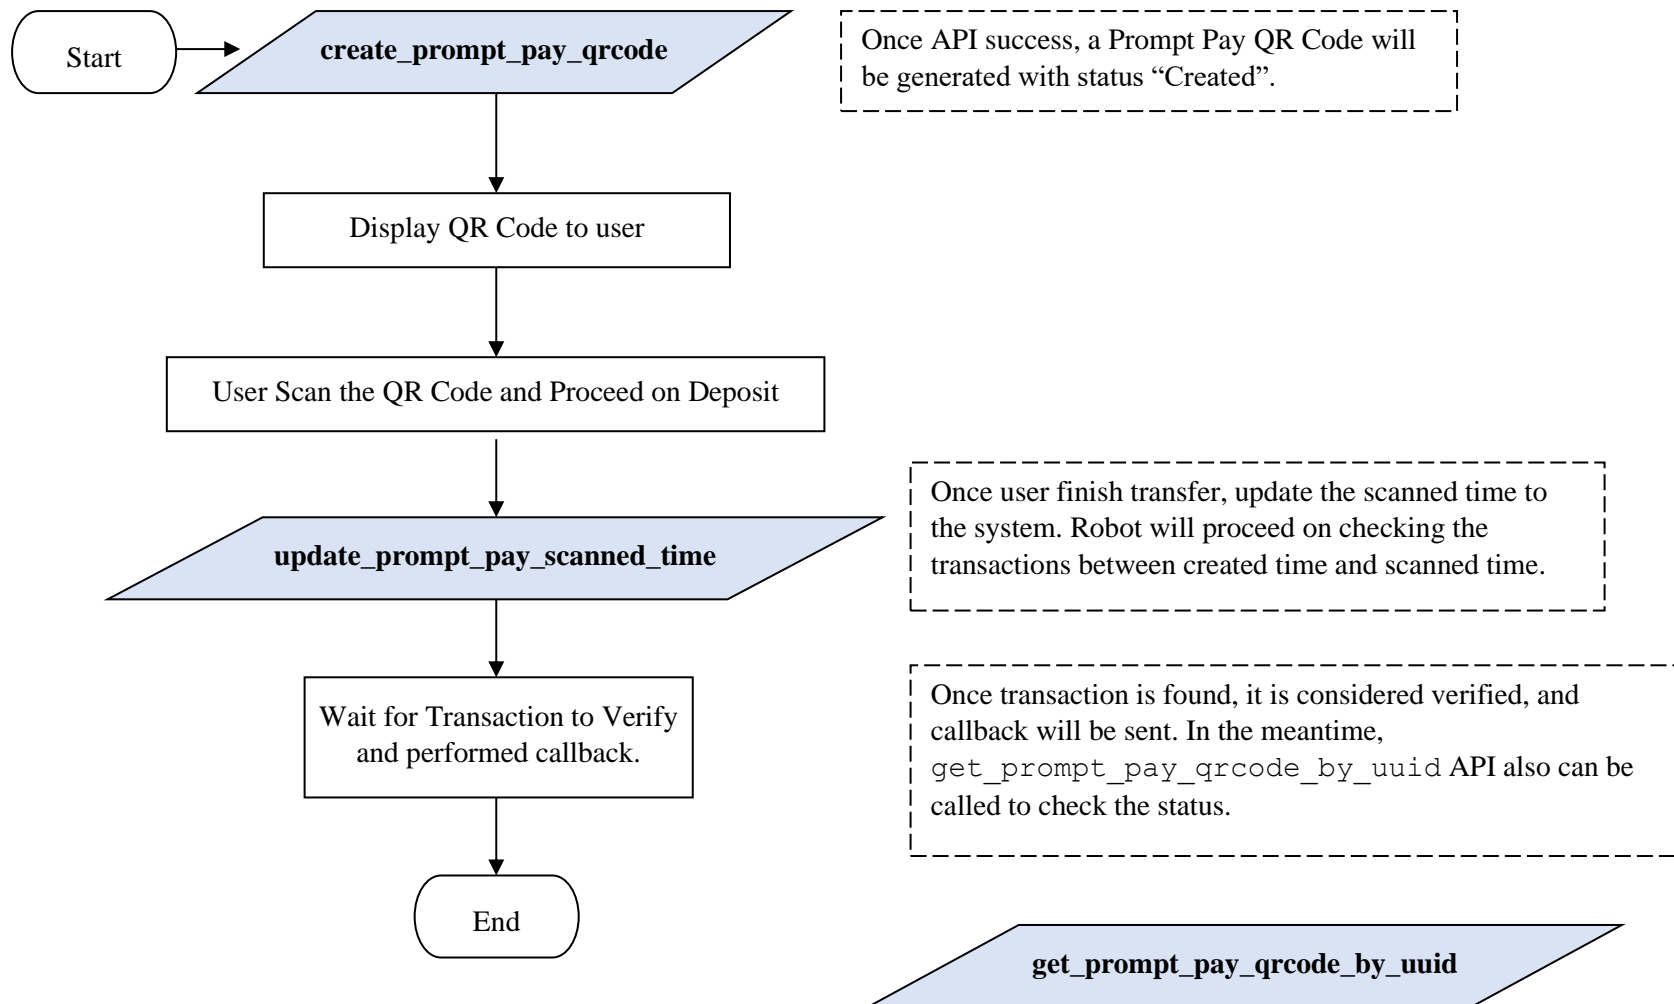 Start
create_prompt_pay_qrcode
Once API success, a Prompt Pay QR Code will
be generated with status “Created”.
Display QR Code to user
User Scan the QR Code and Proceed on Deposit
Once user finish transfer, update the scanned time to
the system. Robot will proceed on checking the
transactions between created time and scanned time.
update_prompt_pay_scanned_time
Wait for Transaction to Verify
and performed callback.
Once transaction is found, it is considered verified, and
callback will be sent. In the meantime,
get_prompt_pay_qrcode_by_uuid API also can be
called to check the status.
End
get_prompt_pay_qrcode_by_uuid